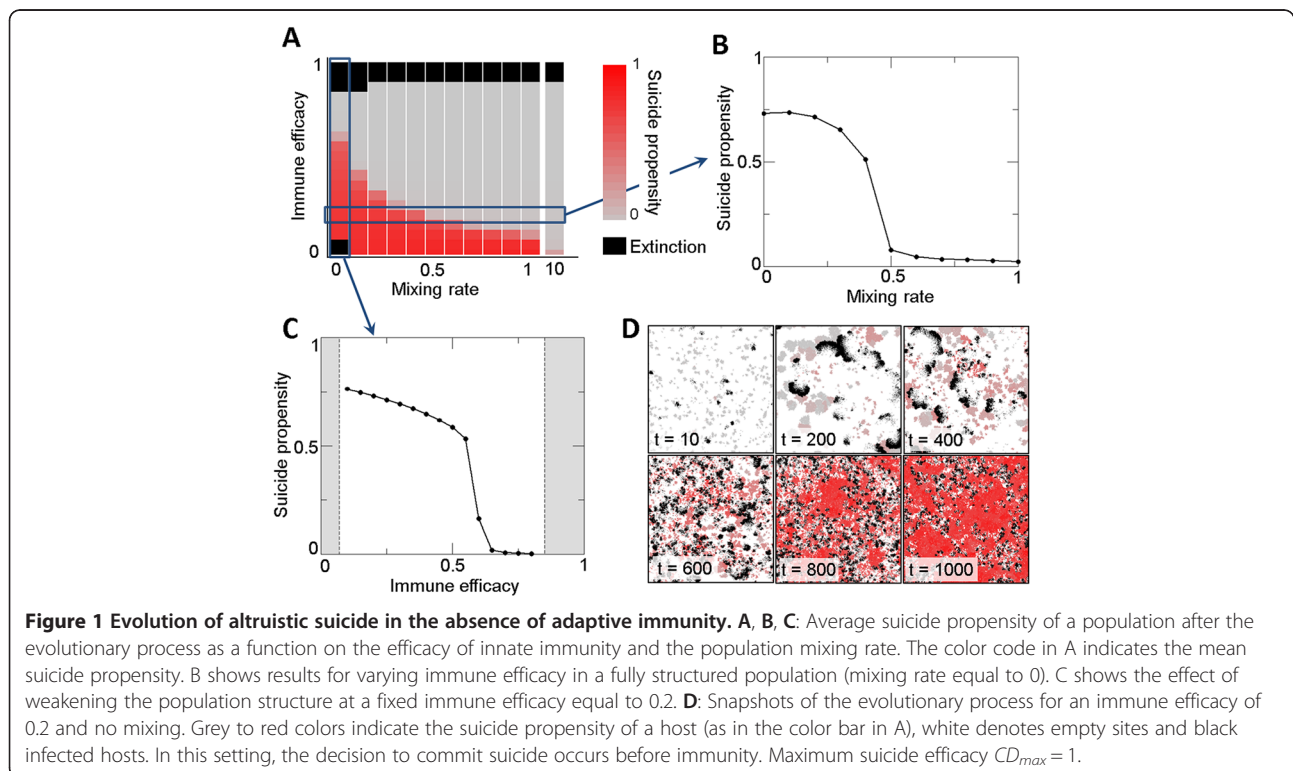 A
1
Immune efficacy
0
0
0.5
1
10
Mixing rate
1
Suicide propensity
0
Extinction
B
1
Suicide propensity
0.5
0
0
0.5
1
Mixing rate
C
1
Suicide propensity
0.5
0
0
0.5
1
Immune efficacy
D
t = 10
t = 200
t = 400
t = 600
t = 800
t = 1000
Figure 1 Evolution of altruistic suicide in the absence of adaptive immunity. A, B, C: Average suicide propensity of a population after the
evolutionary process as a function on the efficacy of innate immunity and the population mixing rate. The color code in A indicates the mean
suicide propensity. B shows results for varying immune efficacy in a fully structured population (mixing rate equal to 0). C shows the effect of
weakening the population structure at a fixed immune efficacy equal to 0.2. D: Snapshots of the evolutionary process for an immune efficacy of
0.2 and no mixing. Grey to red colors indicate the suicide propensity of a host (as in the color bar in A), white denotes empty sites and black
infected hosts. In this setting, the decision to commit suicide occurs before immunity. Maximum suicide efficacy CDmax = 1.